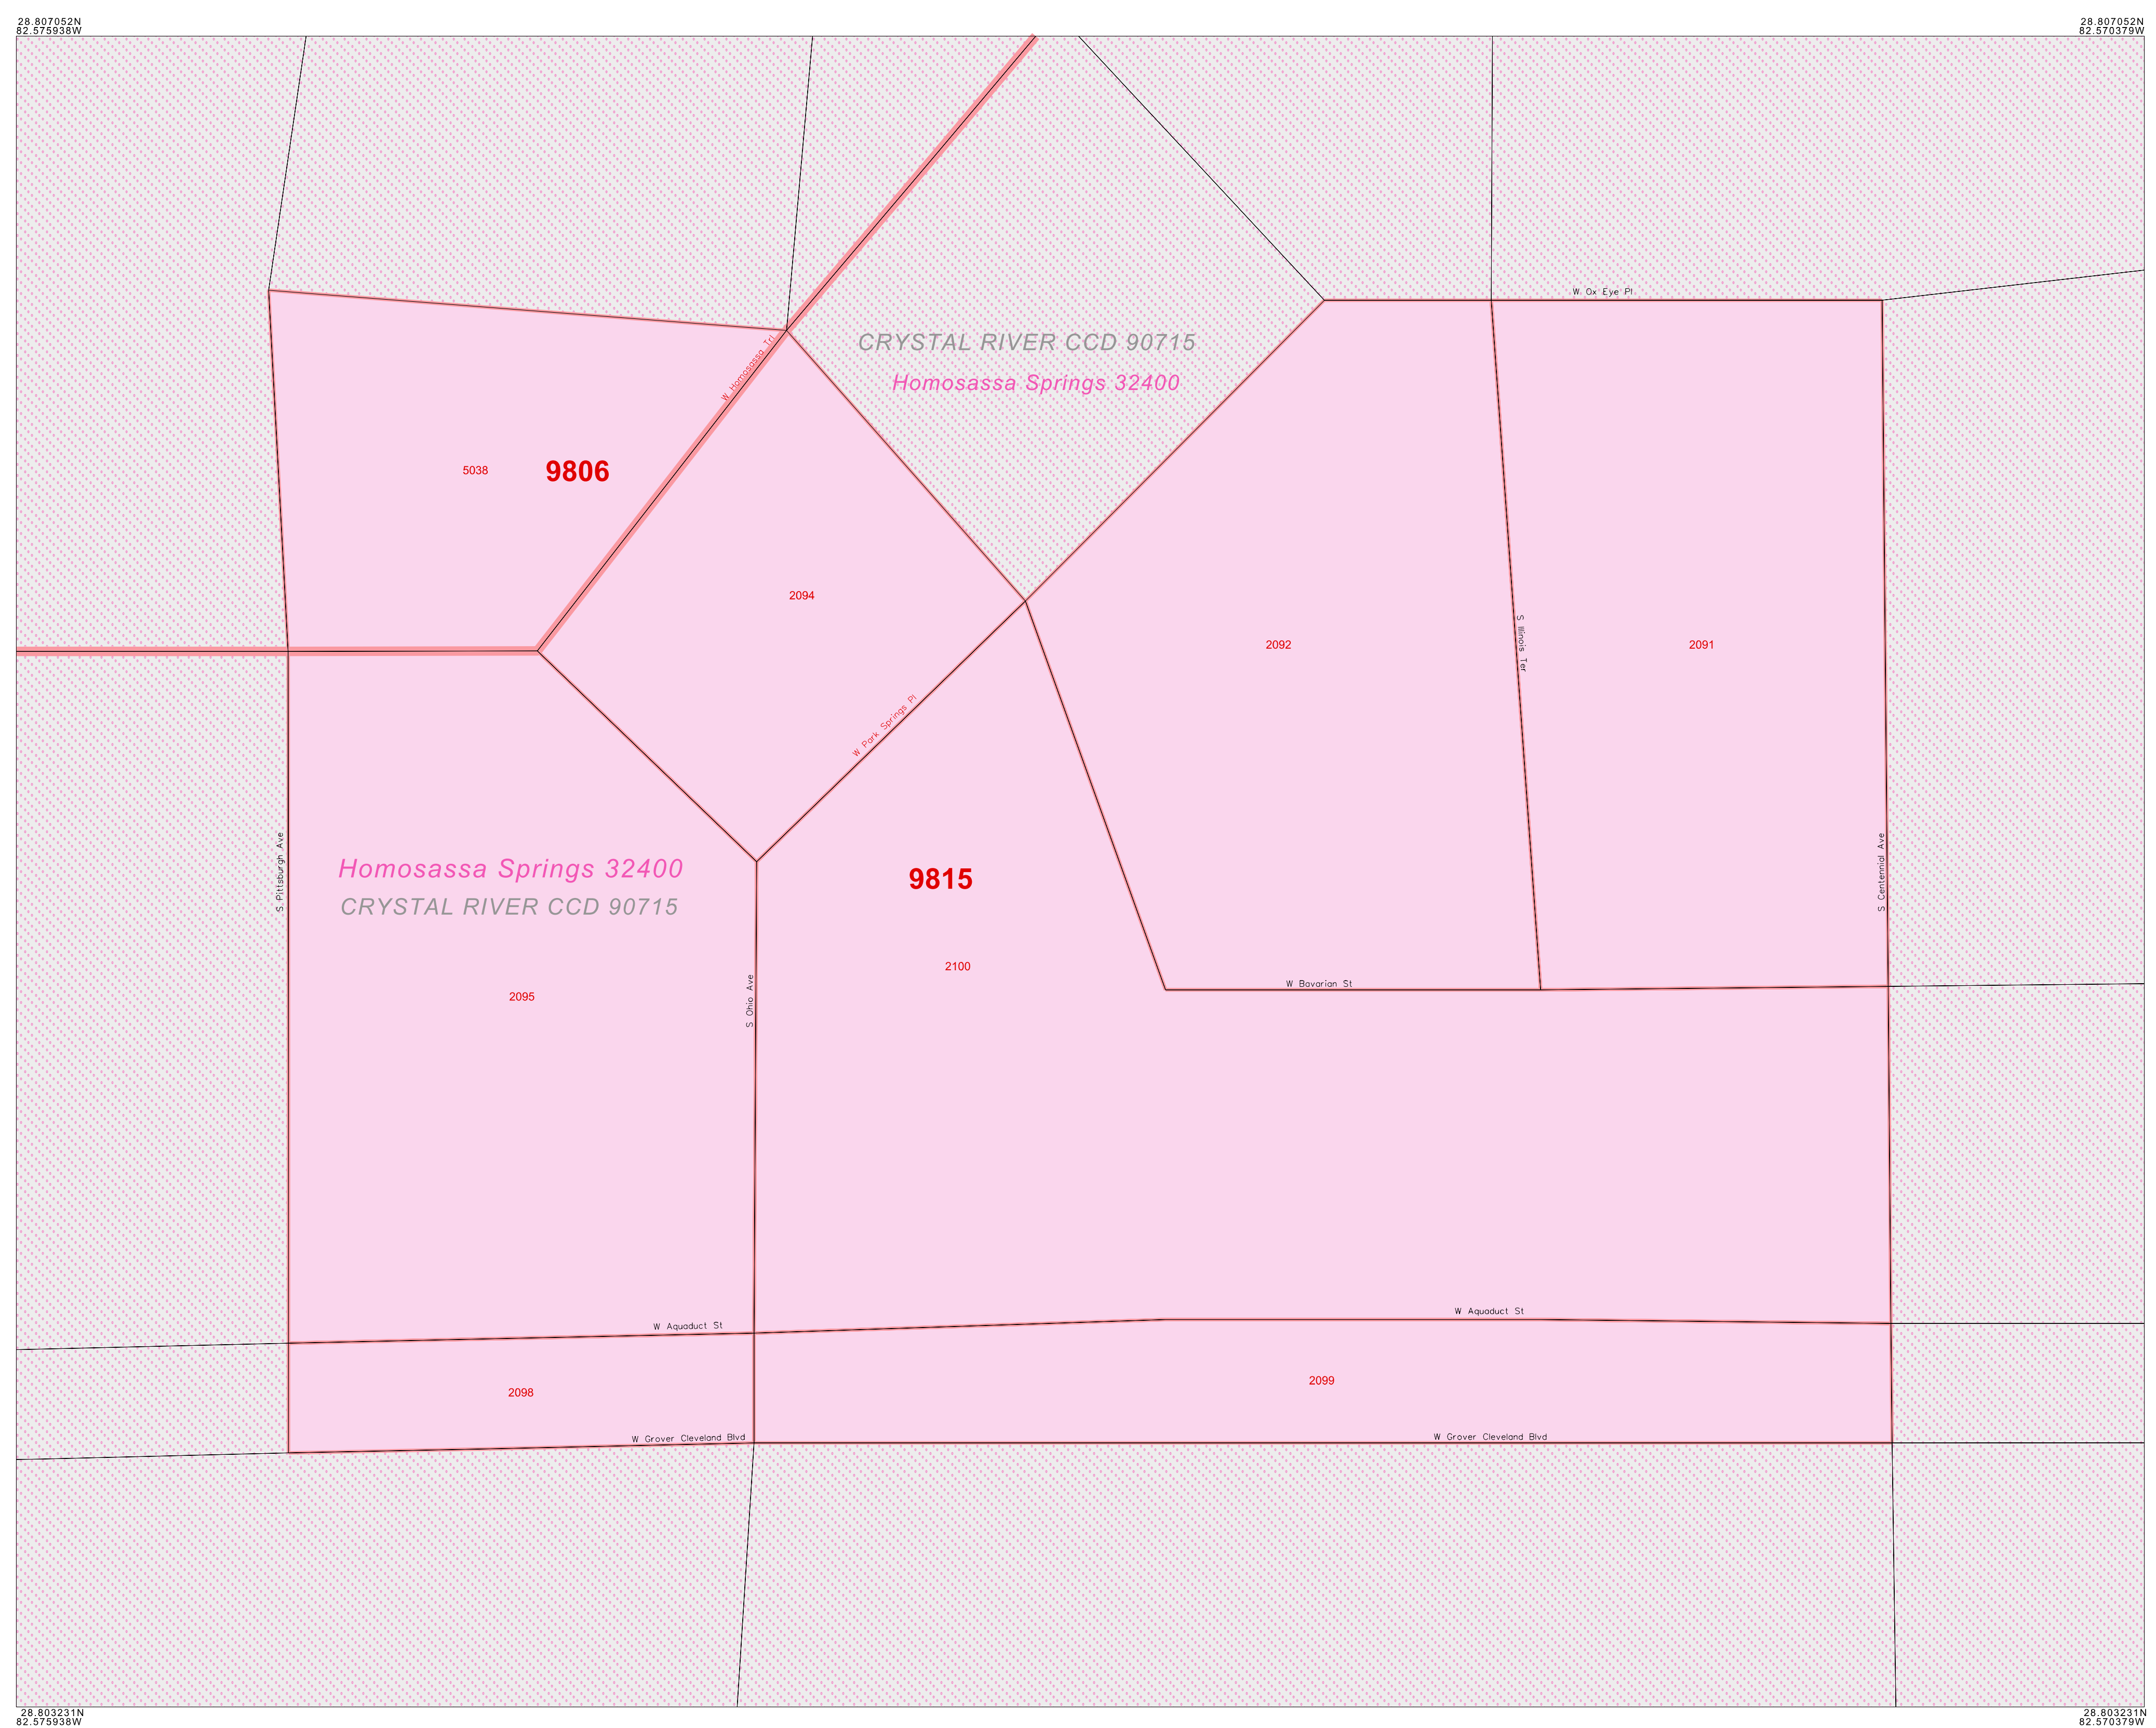 28.807052N
82.575938W
28.807052N
82.570379W
W Ox Eye Pl
CRYSTAL RIVER CCD 90715
Homosassa Springs 32400
W Homosassa Trl
5038
9806
2094
S Illinois Ter
2092
2091
W Park Springs Pl
S Pittsburgh Ave
Homosassa Springs 32400
CRYSTAL RIVER CCD 90715
9815
S Centennial Ave
2100
2095
S Ohio Ave
W Bavarian St
W Aquaduct St
W Aquaduct St
2098
2099
W Grover Cleveland Blvd
W Grover Cleveland Blvd
28.803231N
82.575938W
28.803231N
82.570379W